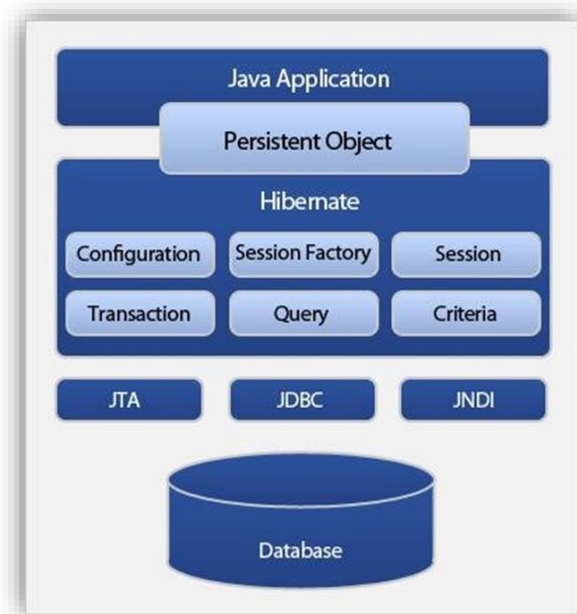 Java Application
Persistent Object
Hibernate
Configuration Session Factory Session
Transaction Query Criteria
JTA JDBC JNDI
Database